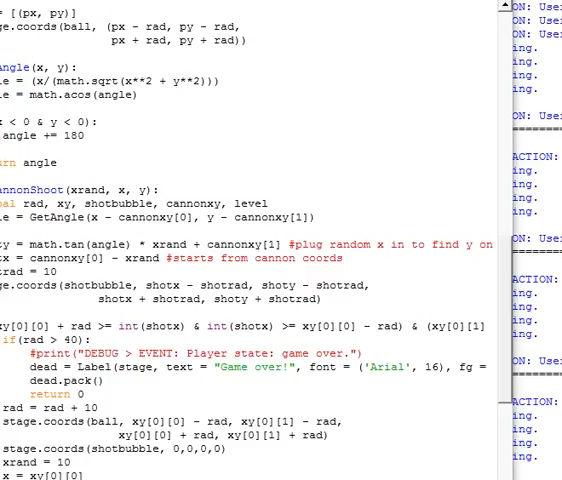 = [(px, py)]
ge.coords(ball, (px - rad, py - rad,
px + rad, py + rad))
Angle(x, y):
le = (x/(math.sqrt(x**2 + y**2)))
le = math.acos(angle)
x < 0 & y < 0):
angle += 180
urn angle
CannonShoot(xrand, x, y):
bal rad, xy, shotbubble, cannonxy, level
le = GetAngle(x - cannonxy[0], y - cannonxy[1])
ty = math.tan(angle) * xrand + cannonxy[1] #plug random x in to find y on
tx = cannonxy[0] - xrand #starts from cannon coords
trad = 10
ge.coords(shotbubble, shotx - shotrad, shoty - shotrad,
shotx + shotrad, shoty + shotrad)
xy[0][0] + rad >= int(shotx) & int(shotx) >= xy[0][0] - rad) & (xy[0][1]
if(rad > 40):
#print("DEBUG > EVENT: Player state: game over.")
dead = Label(stage, text = "Game over!", font = ('Arial', 16), fg =
dead.pack()
return 0
rad = rad + 10
stage.coords(ball, xy[0][0] - rad, xy[0][1] - rad,
xy[0][0] + rad, xy[0][1] + rad)
stage.coords(shotbubble, 0,0,0,0)
xrand = 10
x = xy[0][0]
ON: User
ON: User
ON: User
ing.
ing.
ing.
ing.
ON: User
=======
ACTION:
ing.
ing.
ing.
ing.
ON: User
=======
ACTION:
ing.
ing.
ing.
ing.
ON: User
=======
ACTION:
ing.
ing.
ing.
ing.